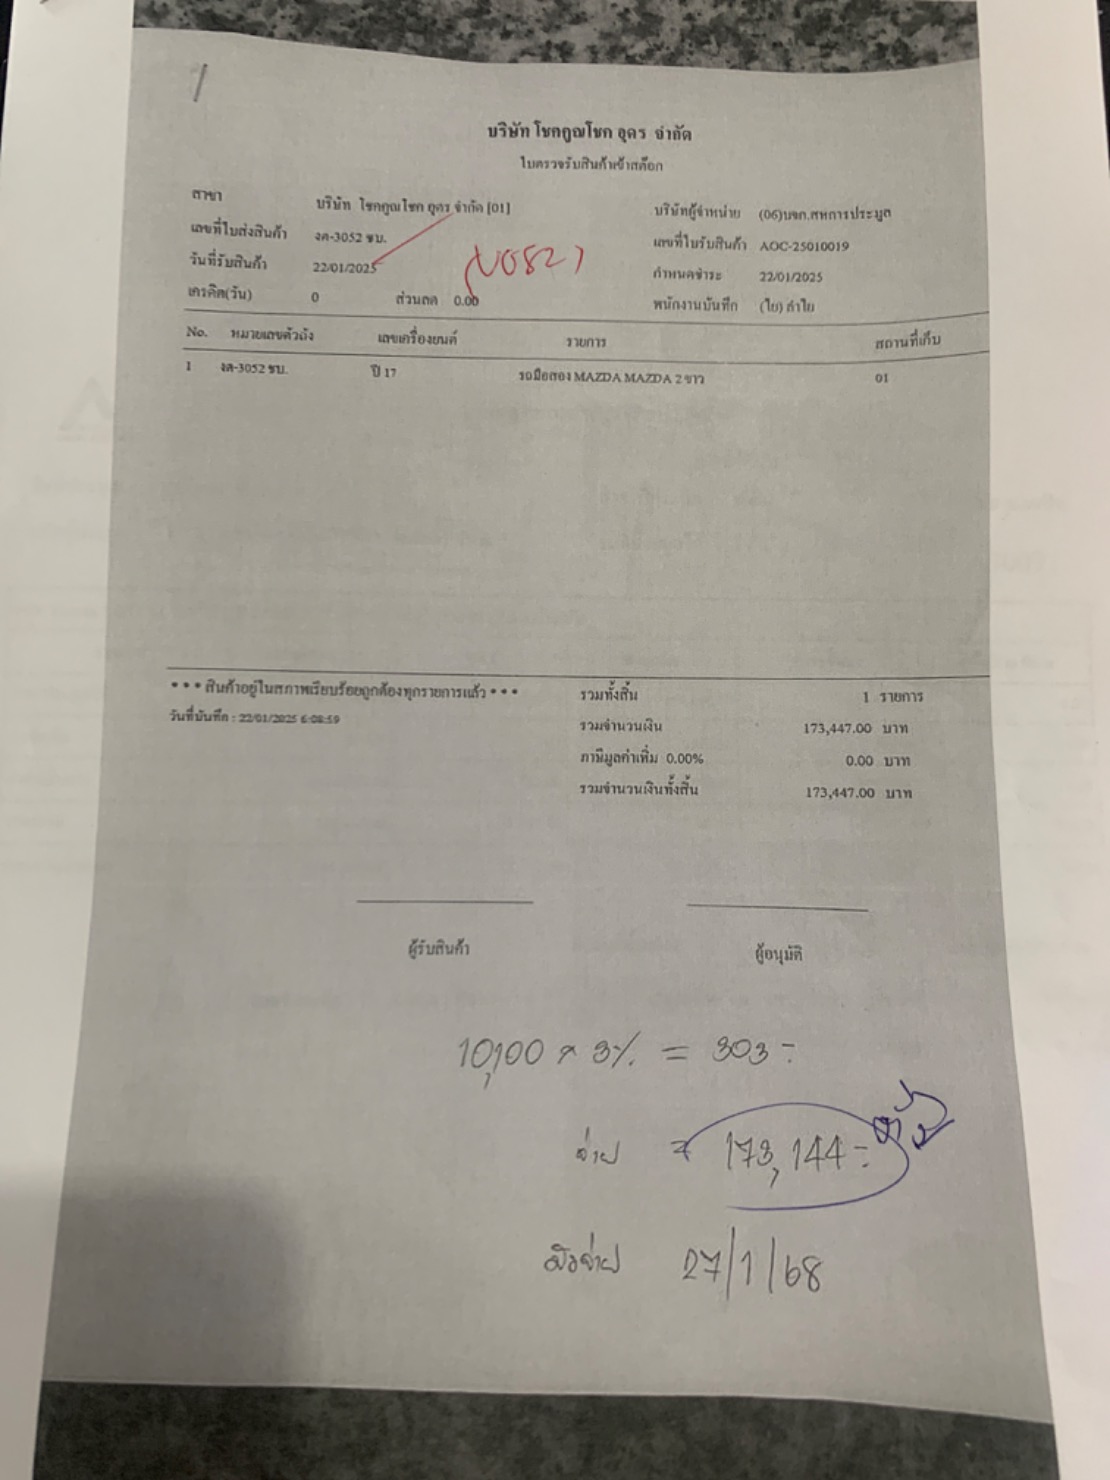 บริษัท โชคคูณโชค อุดร จำกัด
ใบตรวจรับสินค้าเข้าสต็อก
สาขา บริษัท โชคคูณโชค อุดร จำกัด [01] บริษัทผู้จำหน่าย (06)บจก.สหการประมูล
เลขที่ใบส่งสินค้า งค-3052 ชบ. เลขที่ใบรับสินค้า AOC-25010019
วันที่รับสินค้า 22/01/2025 กำหนดชำระ 22/01/2025
เครดิต(วัน) 0 ส่วนลด 0.00 พนักงานบันทึก (ไย) ลำไย
No. หมายเลขตัวถัง เลขเครื่องยนต์ รายการ สถานที่เก็บ
1 งค-3052 ชบ. ปี 17 รถมือสอง MAZDA MAZDA 2 ขาว 01
* * * สินค้าอยู่ในสภาพเรียบร้อยถูกต้องทุกรายการแล้ว * * * รวมทั้งสิ้น 1 รายการ
วันที่บันทึก : 22/01/2025 6:08:59 รวมจำนวนเงิน 173,447.00 บาท
ภาษีมูลค่าเพิ่ม 0.00% 0.00 บาท
รวมจำนวนเงินทั้งสิ้น 173,447.00 บาท
ผู้รับสินค้า ผู้อนุมัติ
10,100 × 3% = 303 -
จ่าย = 173,144 -
27/1/68